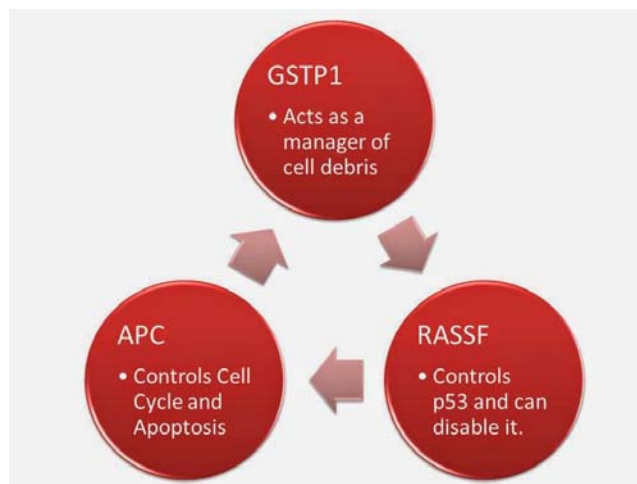 GSTP1
• Acts as a
manager of
cell debris
RASSF
• Controls
p53 and can
disable it.
APC
• Controls Cell
Cycle and
Apoptosis